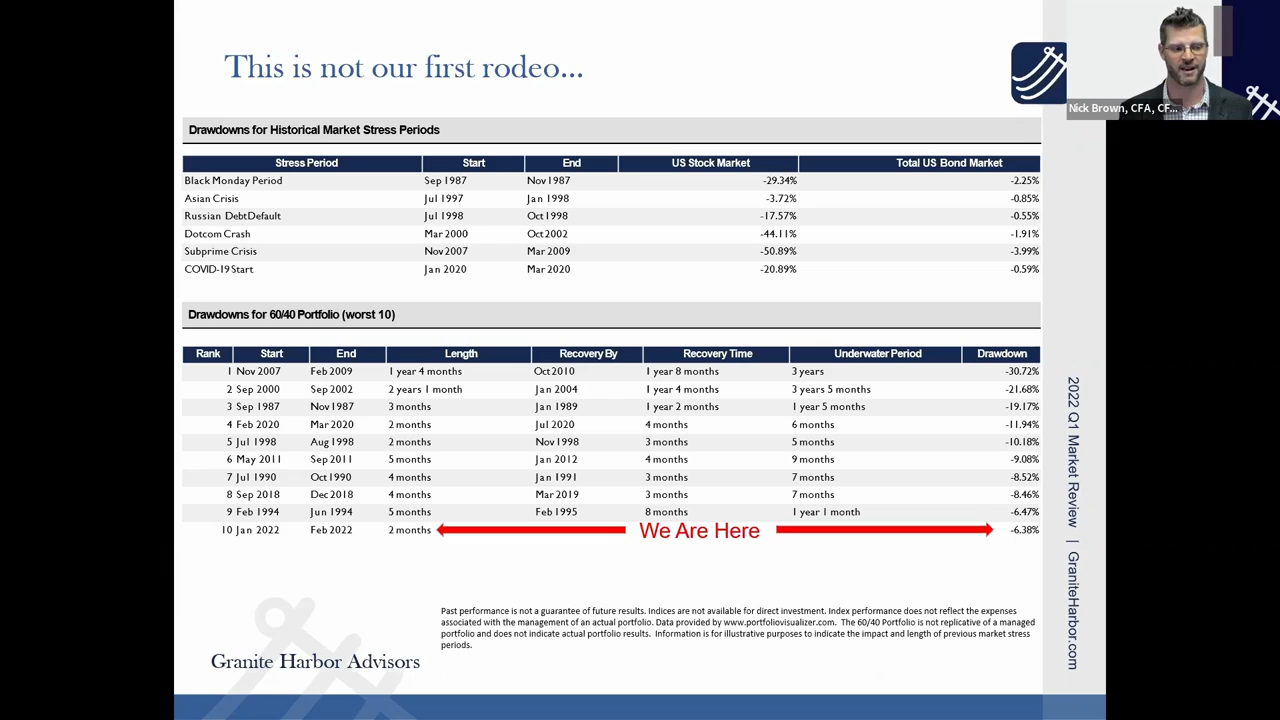 This is not our first rodeo...
Nick Brown, CFA, CF...
Drawdowns for Historical Market Stress Periods
Stress Period Start End US Stock Market Total US Bond Market
Black Monday Period Sep 1987 Nov 1987 -29.34% -2.25%
Asian Crisis Jul 1997 Jan 1998 -3.72% -0.85%
Russian DebtDefault Jul 1998 Oct 1998 -17.57% -0.55%
Dotcom Crash Mar 2000 Oct 2002 -44.11% -1.91%
Subprime Crisis Nov 2007 Mar 2009 -50.89% -3.99%
COVID-19 Start Jan 2020 Mar 2020 -20.89% -0.59%
Drawdowns for 60/40 Portfolio (worst 10)
Rank Start End Length Recovery By Recovery Time Underwater Period Drawdown
1 Nov 2007 Feb 2009 1 year 4 months Oct 2010 1 year 8 months 3 years -30.72%
2 Sep 2000 Sep 2002 2 years 1 month Jan 2004 1 year 4 months 3 years 5 months -21.68%
3 Sep 1987 Nov 1987 3 months Jan 1989 1 year 2 months 1 year 5 months -19.17%
4 Feb 2020 Mar 2020 2 months Jul 2020 4 months 6 months -11.94%
5 Jul 1998 Aug 1998 2 months Nov 1998 3 months 5 months -10.18%
6 May 2011 Sep 2011 5 months Jan 2012 4 months 9 months -9.08%
7 Jul 1990 Oct 1990 4 months Jan 1991 3 months 7 months -8.52%
8 Sep 2018 Dec 2018 4 months Mar 2019 3 months 7 months -8.46%
9 Feb 1994 Jun 1994 5 months Feb 1995 8 months 1 year 1 month -6.47%
10 Jan 2022 Feb 2022 2 months We Are Here -6.38%
Past performance is not a guarantee of future results. Indices are not available for direct investment. Index performance does not reflect the expenses
associated with the management of an actual portfolio. Data provided by www.portfoliovisualizer.com. The 60/40 Portfolio is not replicative of a managed
portfolio and does not indicate actual portfolio results. Information is for illustrative purposes to indicate the impact and length of previous market stress
periods.
Granite Harbor Advisors
2022 Q1 Market Review | GraniteHarbor.com